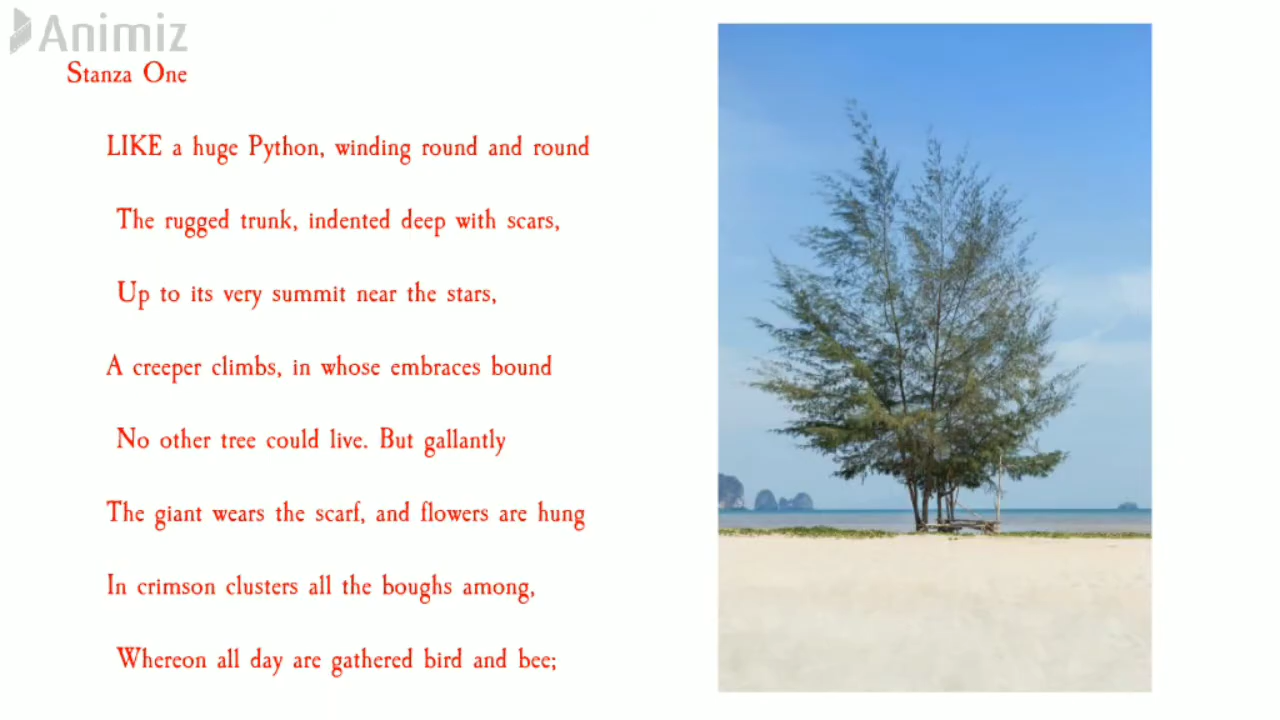 Animiz
Stanza One
LIKE a huge Python, winding round and round
The rugged trunk, indented deep with scars,
Up to its very summit near the stars,
A creeper climbs, in whose embraces bound
No other tree could live. But gallantly
The giant wears the scarf, and flowers are hung
In crimson clusters all the boughs among,
Whereon all day are gathered bird and bee;